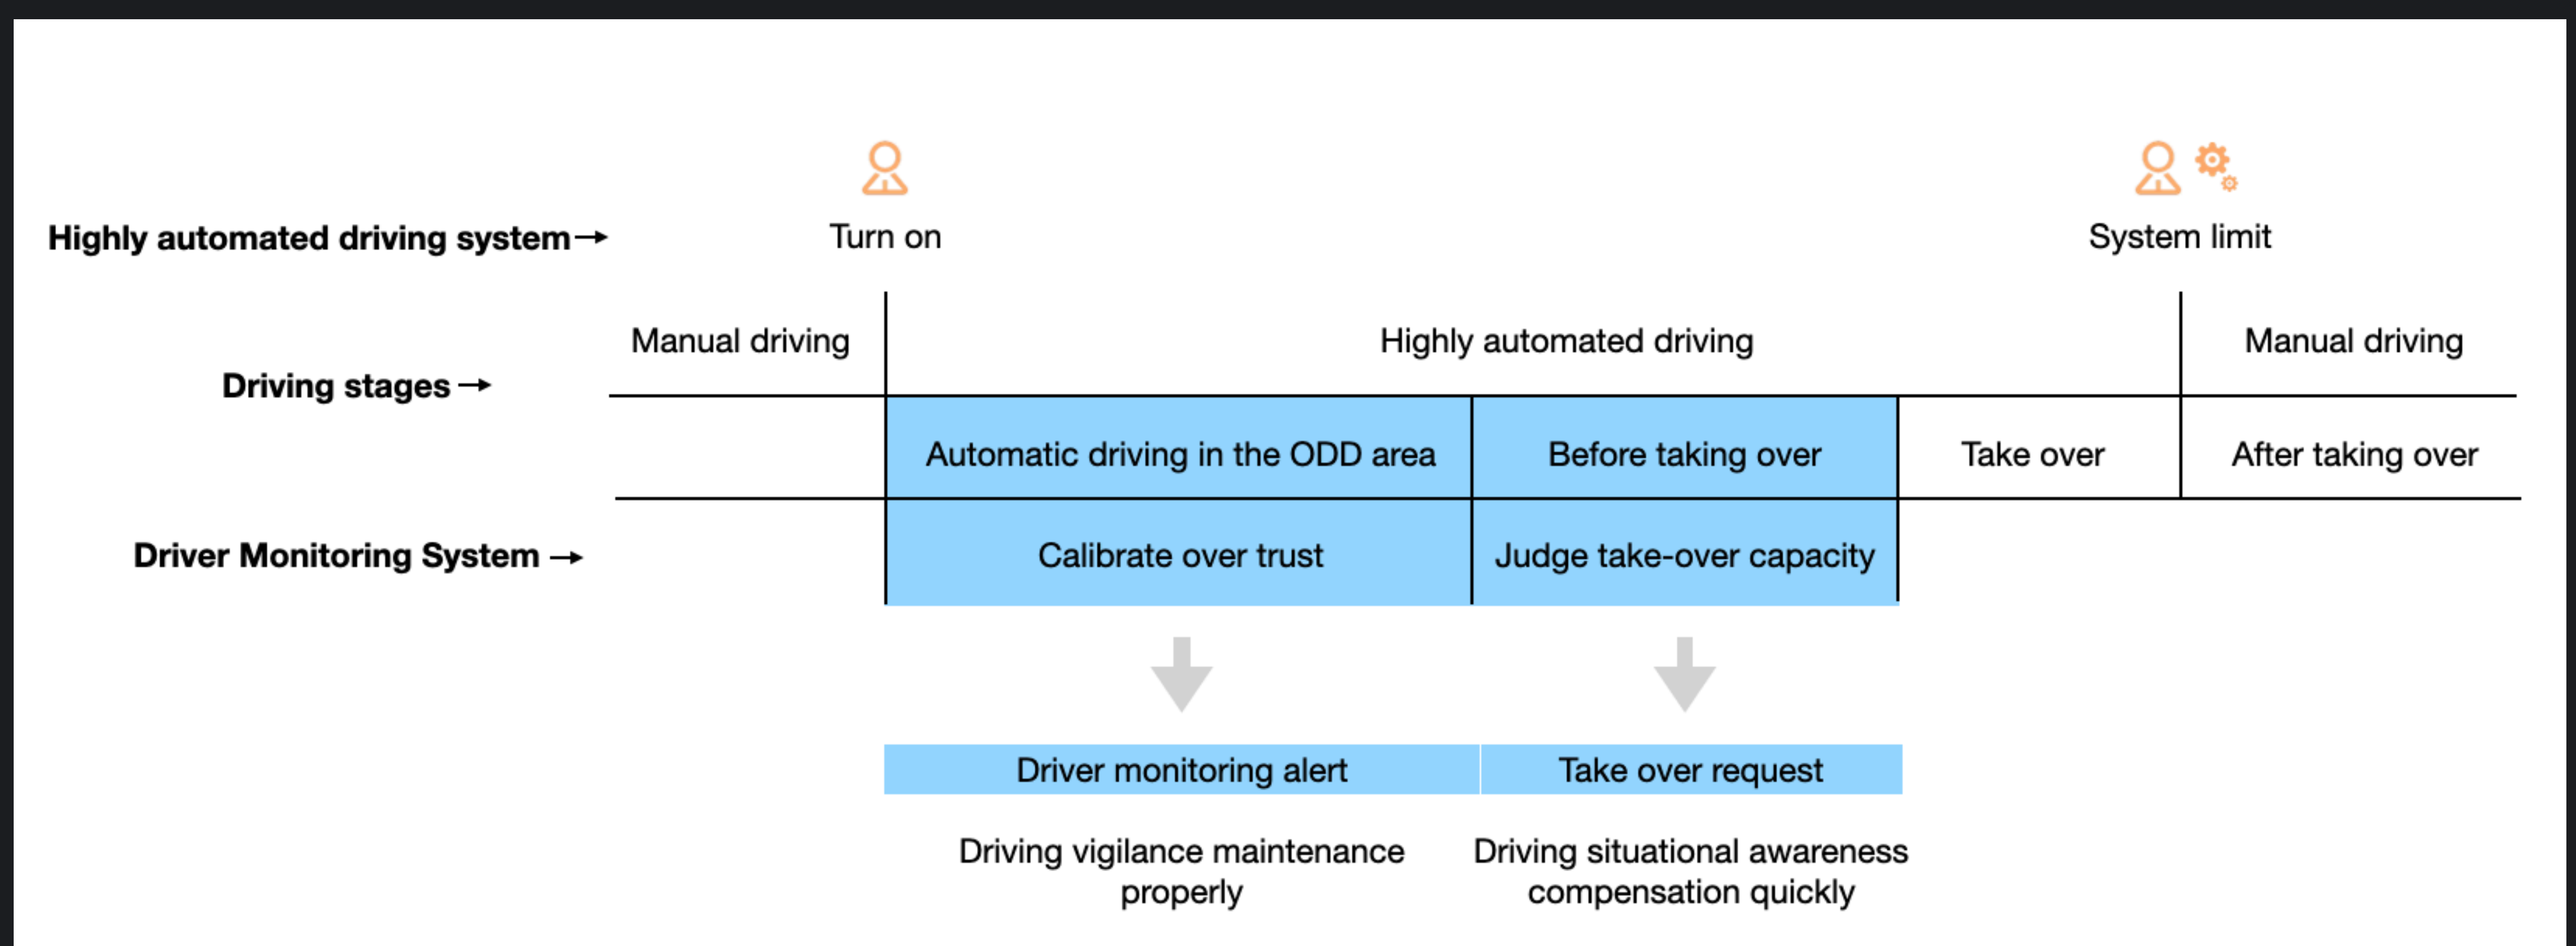 Highly automated driving system→
Turn on
System limit
Driving stages →
Manual driving
Highly automated driving
Manual driving
Automatic driving in the ODD area
Before taking over
Take over
After taking over
Driver Monitoring System →
Calibrate over trust
Judge take-over capacity
Driver monitoring alert
Take over request
Driving vigilance maintenance
properly
Driving situational awareness
compensation quickly